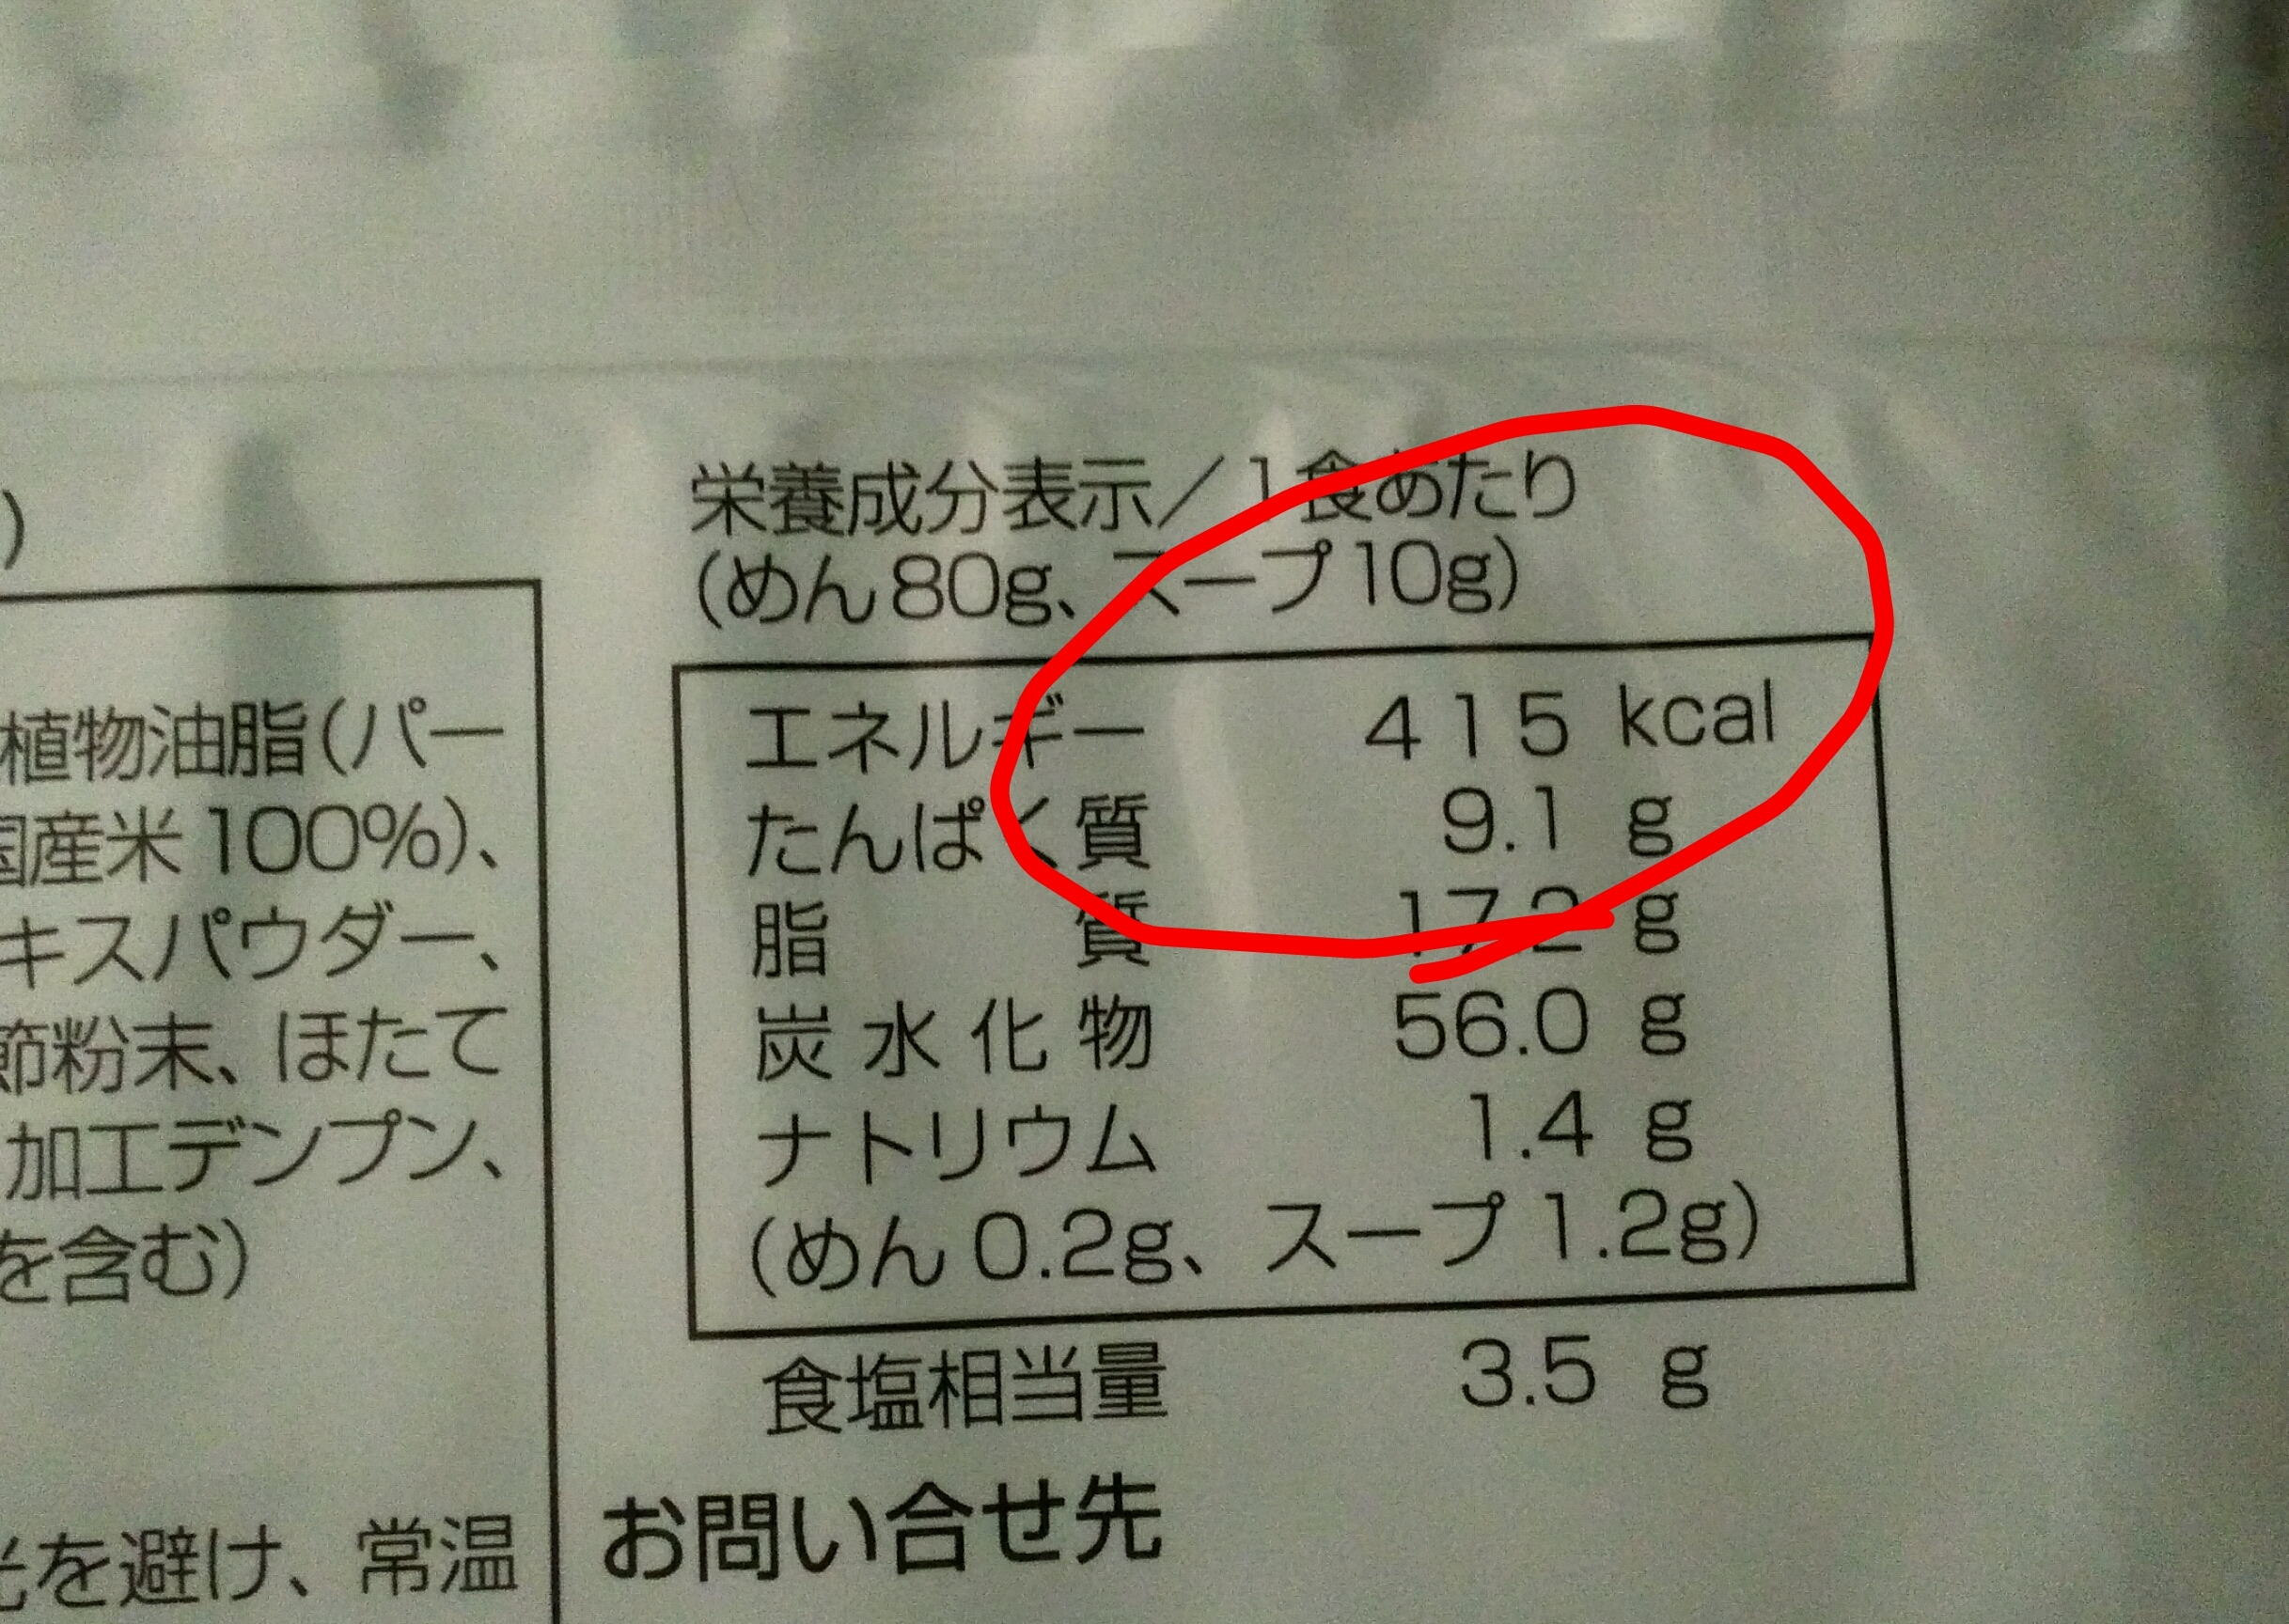 )
植物油脂(パー
国産米100%)、
キスパウダー、
節粉末、ほたて
加工デンプン、
を含む)
光を避け、常温
栄養成分表示/1食あたり
(めん80g、スープ10g)
エネルギー 415 kcal
たんぱく質 9.1 g
脂質 17.2 g
炭水化物 56.0 g
ナトリウム 1.4 g
(めん0.2g、スープ1.2g)
食塩相当量 3.5 g
お問い合せ先